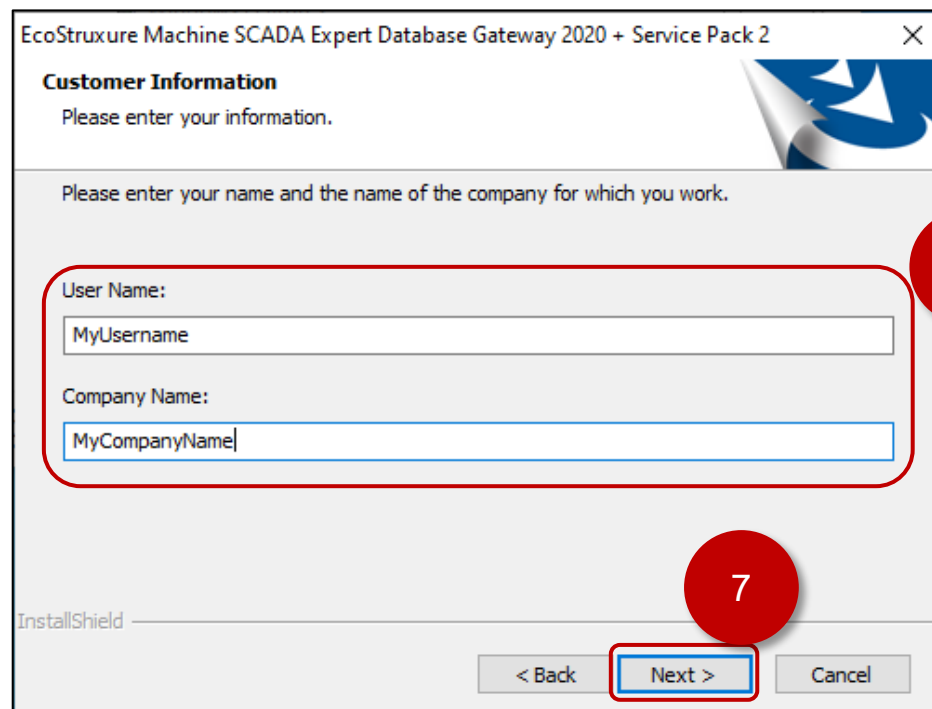 EcoStruxure Machine SCADA Expert Database Gateway 2020 + Service Pack 2
Customer Information
Please enter your information.
Please enter your name and the name of the company for which you work.
User Name:
MyUsername
Company Name:
MyCompanyName
7
InstallShield
< Back Next > Cancel